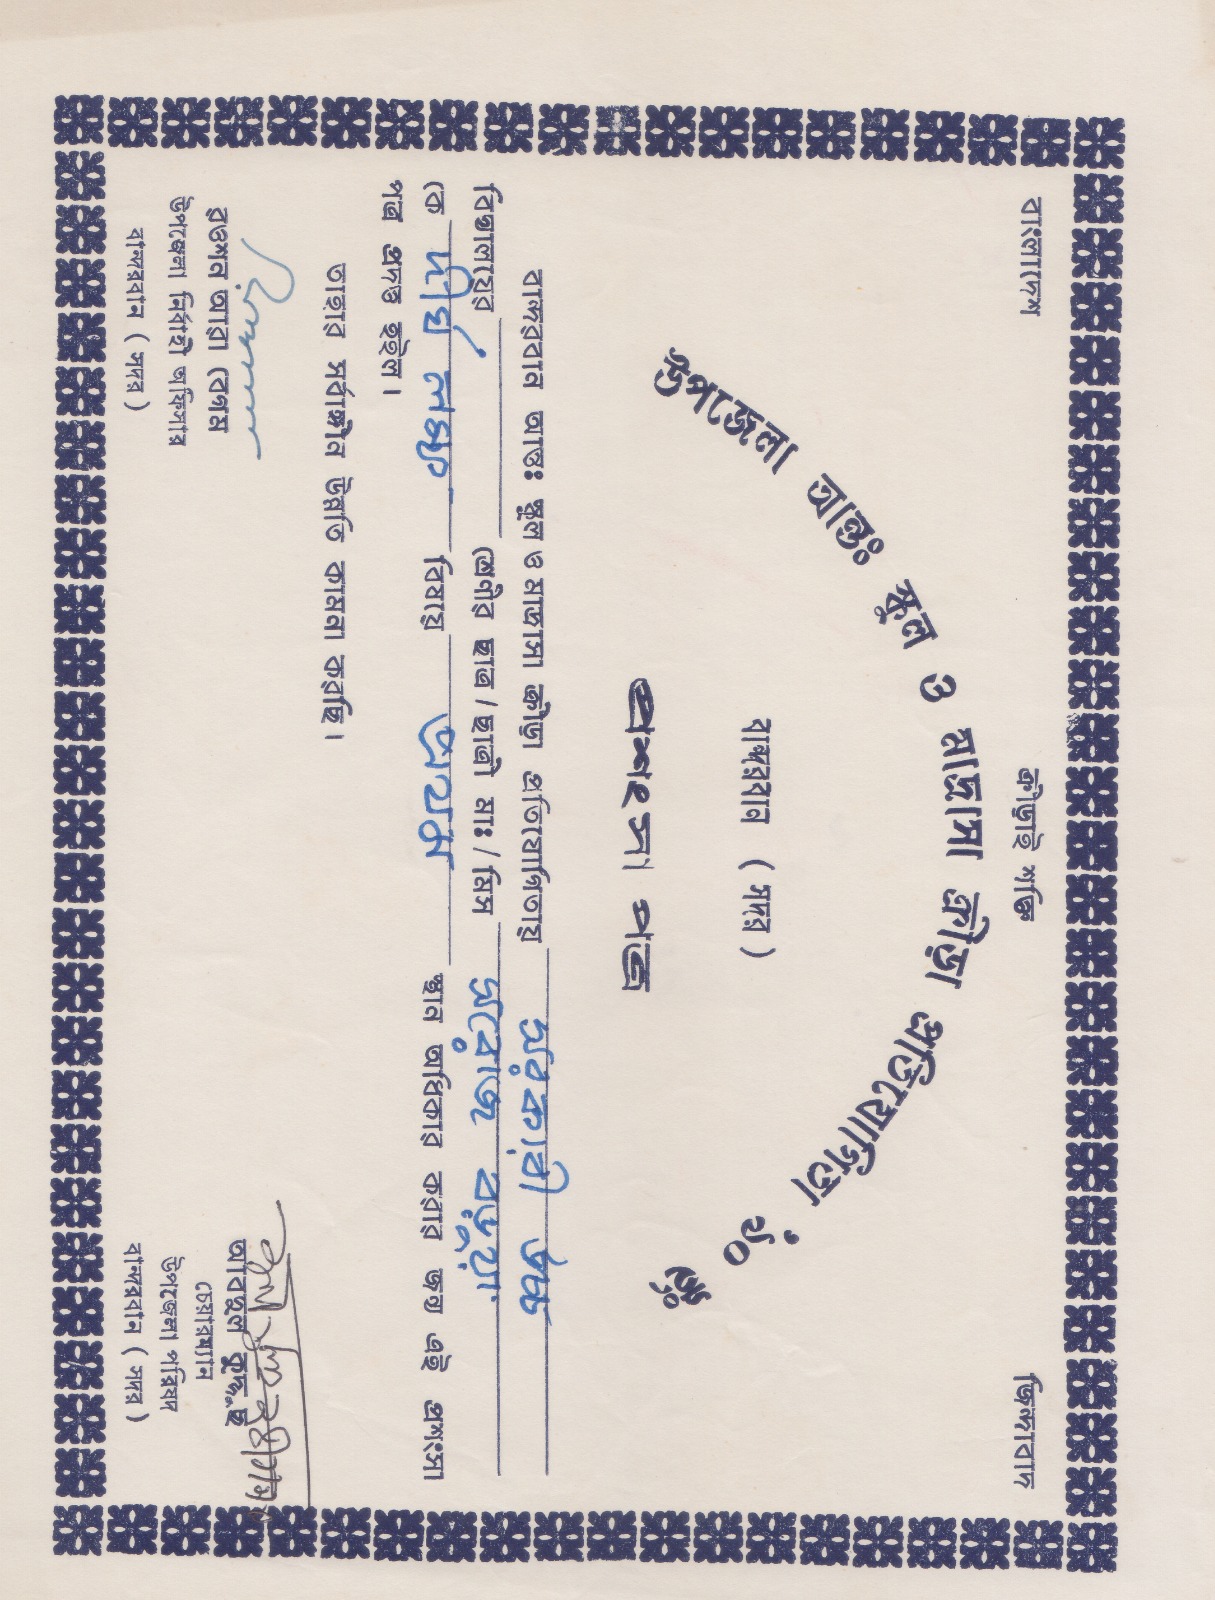 বাংলাদেশ ক্রীড়াই শক্তি জিন্দাবাদ
উপজেলা আন্তঃ স্কুল ও মাদ্রাসা ক্রীড়া প্রতিযোগিতা '৯০ ইং
বান্দরবান ( সদর )
প্রশংসা পত্র
বান্দরবান আন্তঃ স্কুল ও মাদ্রাসা ক্রীড়া প্রতিযোগিতায় সরকারী উচ্চ
বিদ্যালয়ের শ্রেণীর ছাত্র / ছাত্রী মাঃ / মিস সরোজ বড়ুয়া
কে দীর্ঘ লম্ফ বিষয়ে প্রথম স্থান অধিকার করার জন্য এই প্রশংসা
পত্র প্রদত্ত হইল।
তাহার সর্বাঙ্গীন উন্নতি কামনা করছি।
রওশন আরা বেগম
উপজেলা নির্বাহী অফিসার
বান্দরবান ( সদর )
আবদুল কুদ্দুছ
চেয়ারম্যান
উপজেলা পরিষদ
বান্দরবান ( সদর )